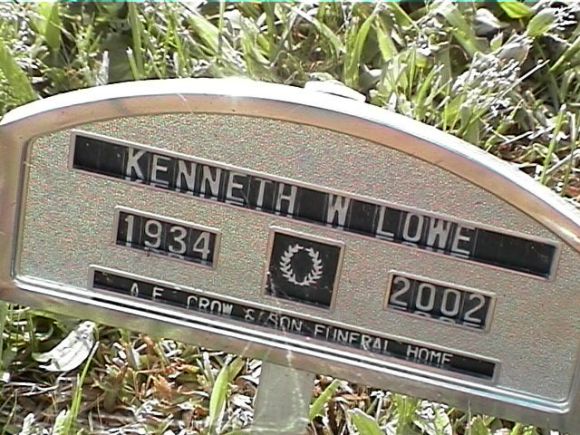 KENNETH W LOWE
1934
2002
A.E. CROW & SON FUNERAL HOME